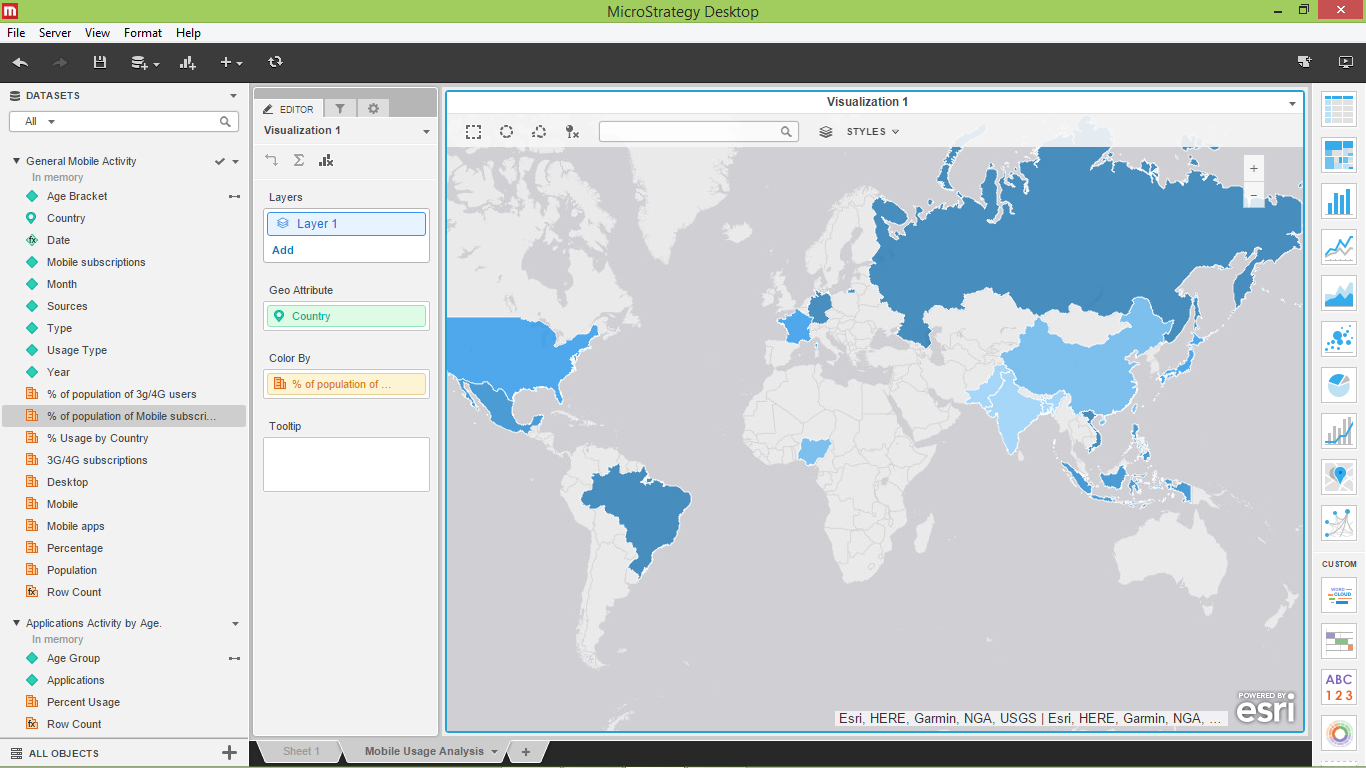 m
MicroStrategy Desktop
File Server View Format Help
DATASETS
All
General Mobile Activity
In memory
Age Bracket
Country
fx Date
Mobile subscriptions
Month
Sources
Type
Usage Type
Year
% of population of 3g/4G users
% of population of Mobile subscri...
% Usage by Country
3G/4G subscriptions
Desktop
Mobile
Mobile apps
Percentage
Population
fx Row Count
Applications Activity by Age.
In memory
Age Group
Applications
Percent Usage
fx Row Count
ALL OBJECTS
EDITOR
Visualization 1
Σ
Layers
Layer 1
Add
Geo Attribute
Country
Color By
% of population of ...
Tooltip
Visualization 1
STYLES
+
−
POWERED BY
esri
Esri, HERE, Garmin, NGA, USGS | Esri, HERE, Garmin, NGA, ...
Sheet 1
Mobile Usage Analysis
+
CUSTOM
WORD
CLOUD
ABC
123